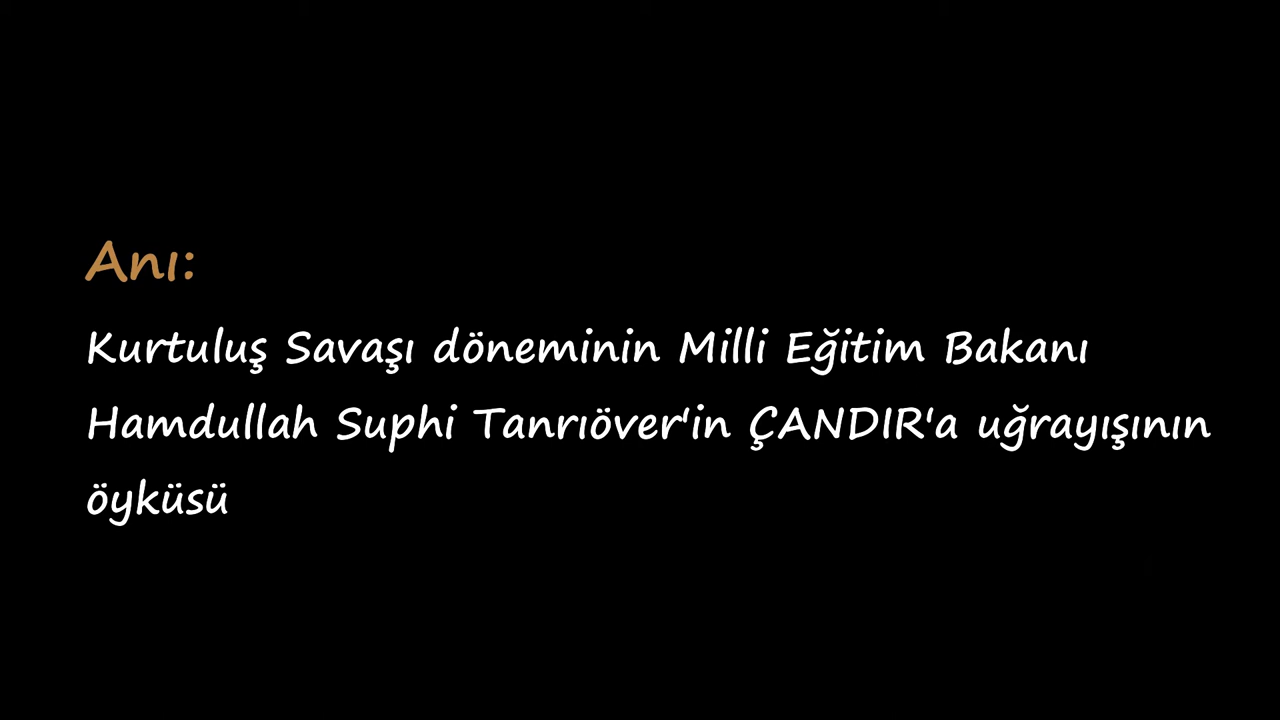 Anı:
Kurtuluş Savaşı döneminin Milli Eğitim Bakanı
Hamdullah Suphi Tanrıöver'in ÇANDIR'a uğrayışının
öyküsü